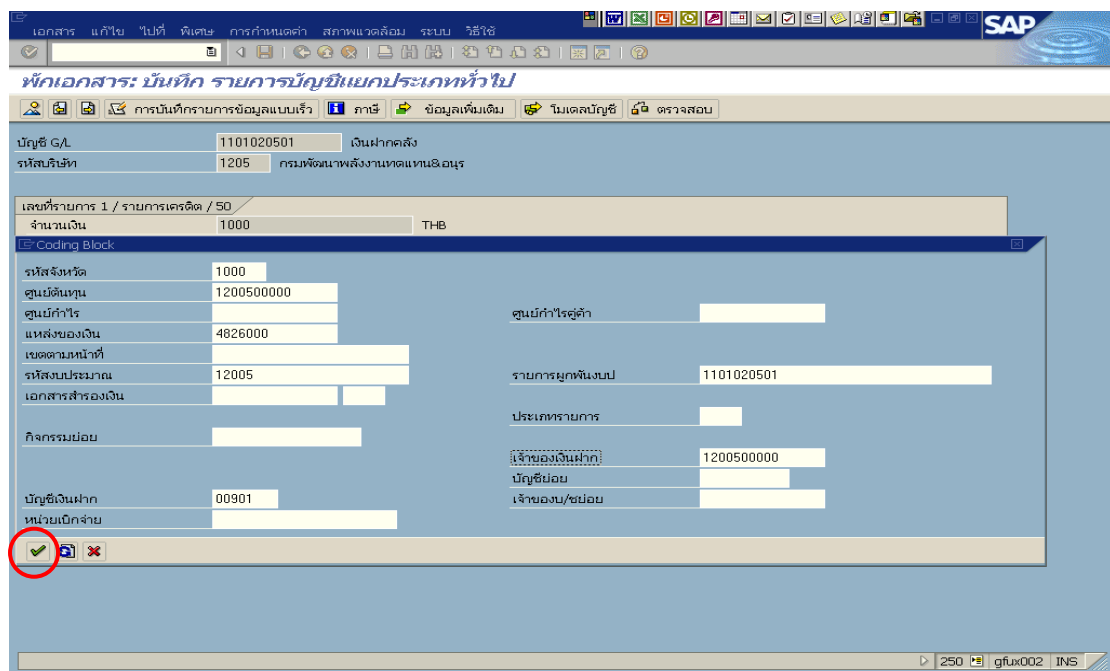 เอกสาร แก้ไข ไปที่ พิเศษ การกำหนดค่า สภาพแวดล้อม ระบบ วิธีใช้
SAP
พักเอกสาร: บันทึก รายการบัญชีแยกประเภททั่วไป
การบันทึกรายการข้อมูลแบบเร็ว ภาษี ข้อมูลเพิ่มเติม โมเดลบัญชี ตรวจสอบ
บัญชี G/L 1101020501 เงินฝากคลัง
รหัสบริษัท 1205 กรมพัฒนาพลังงานทดแทน&อนุร
เลขที่รายการ 1 / รายการเครดิต / 50
จำนวนเงิน 1000 THB
Coding Block
รหัสจังหวัด 1000
ศูนย์ต้นทุน 1200500000
ศูนย์กำไร ศูนย์กำไรคู่ค้า
แหล่งของเงิน 4826000
เขตตามหน้าที่
รหัสงบประมาณ 12005 รายการผูกพันงบป 1101020501
เอกสารสำรองเงิน
ประเภทรายการ
กิจกรรมย่อย
เจ้าของเงินฝาก 1200500000
บัญชีย่อย
บัญชีเงินฝาก 00901 เจ้าของบ/ชย่อย
หน่วยเบิกจ่าย
250 gfux002 INS